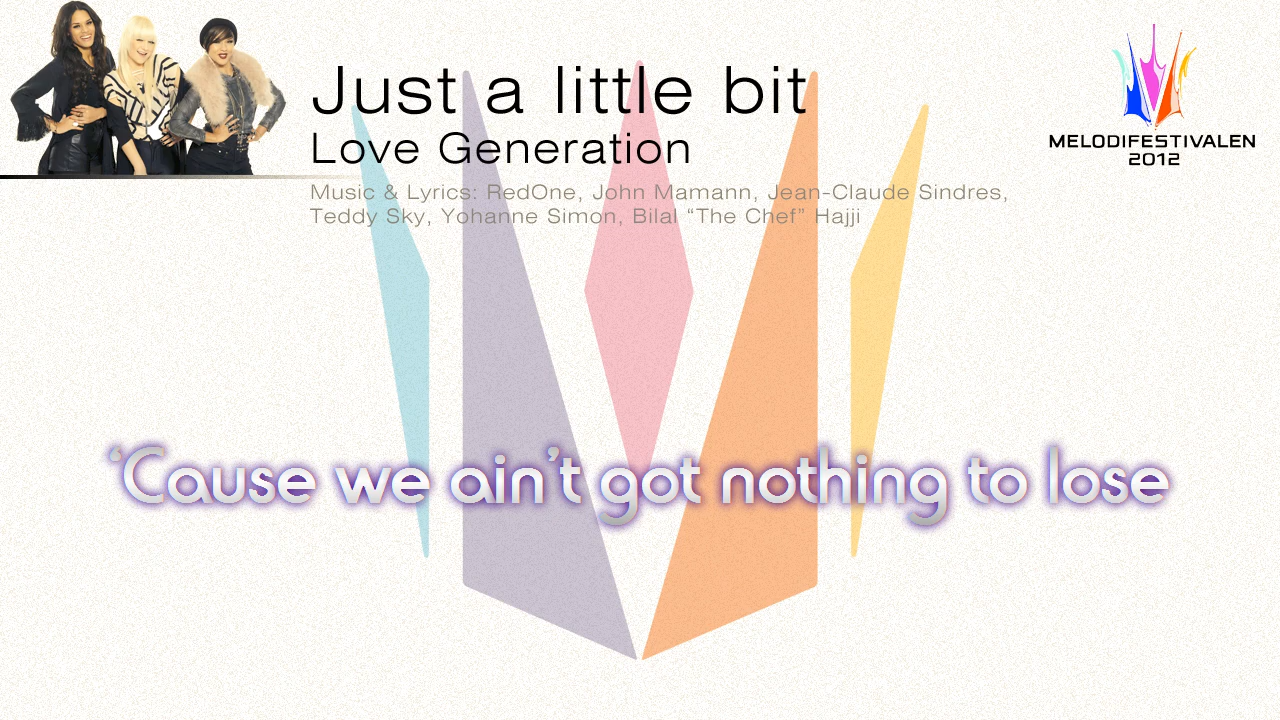 Just a little bit
Love Generation
Music & Lyrics: RedOne, John Mamann, Jean-Claude Sindres,
Teddy Sky, Yohanne Simon, Bilal “The Chef” Hajji
MELODIFESTIVALEN
2012
‘Cause we ain’t got nothing to lose